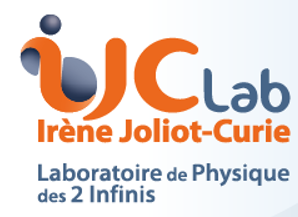 iJCLab
Irène Joliot-Curie
Laboratoire de Physique
des 2 Infinis